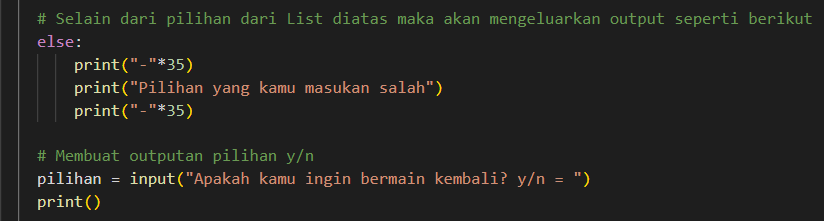 # Selain dari pilihan dari List diatas maka akan mengeluarkan output seperti berikut
else:
print("-"*35)
print("Pilihan yang kamu masukan salah")
print("-"*35)
# Membuat outputan pilihan y/n
pilihan = input("Apakah kamu ingin bermain kembali? y/n = ")
print()